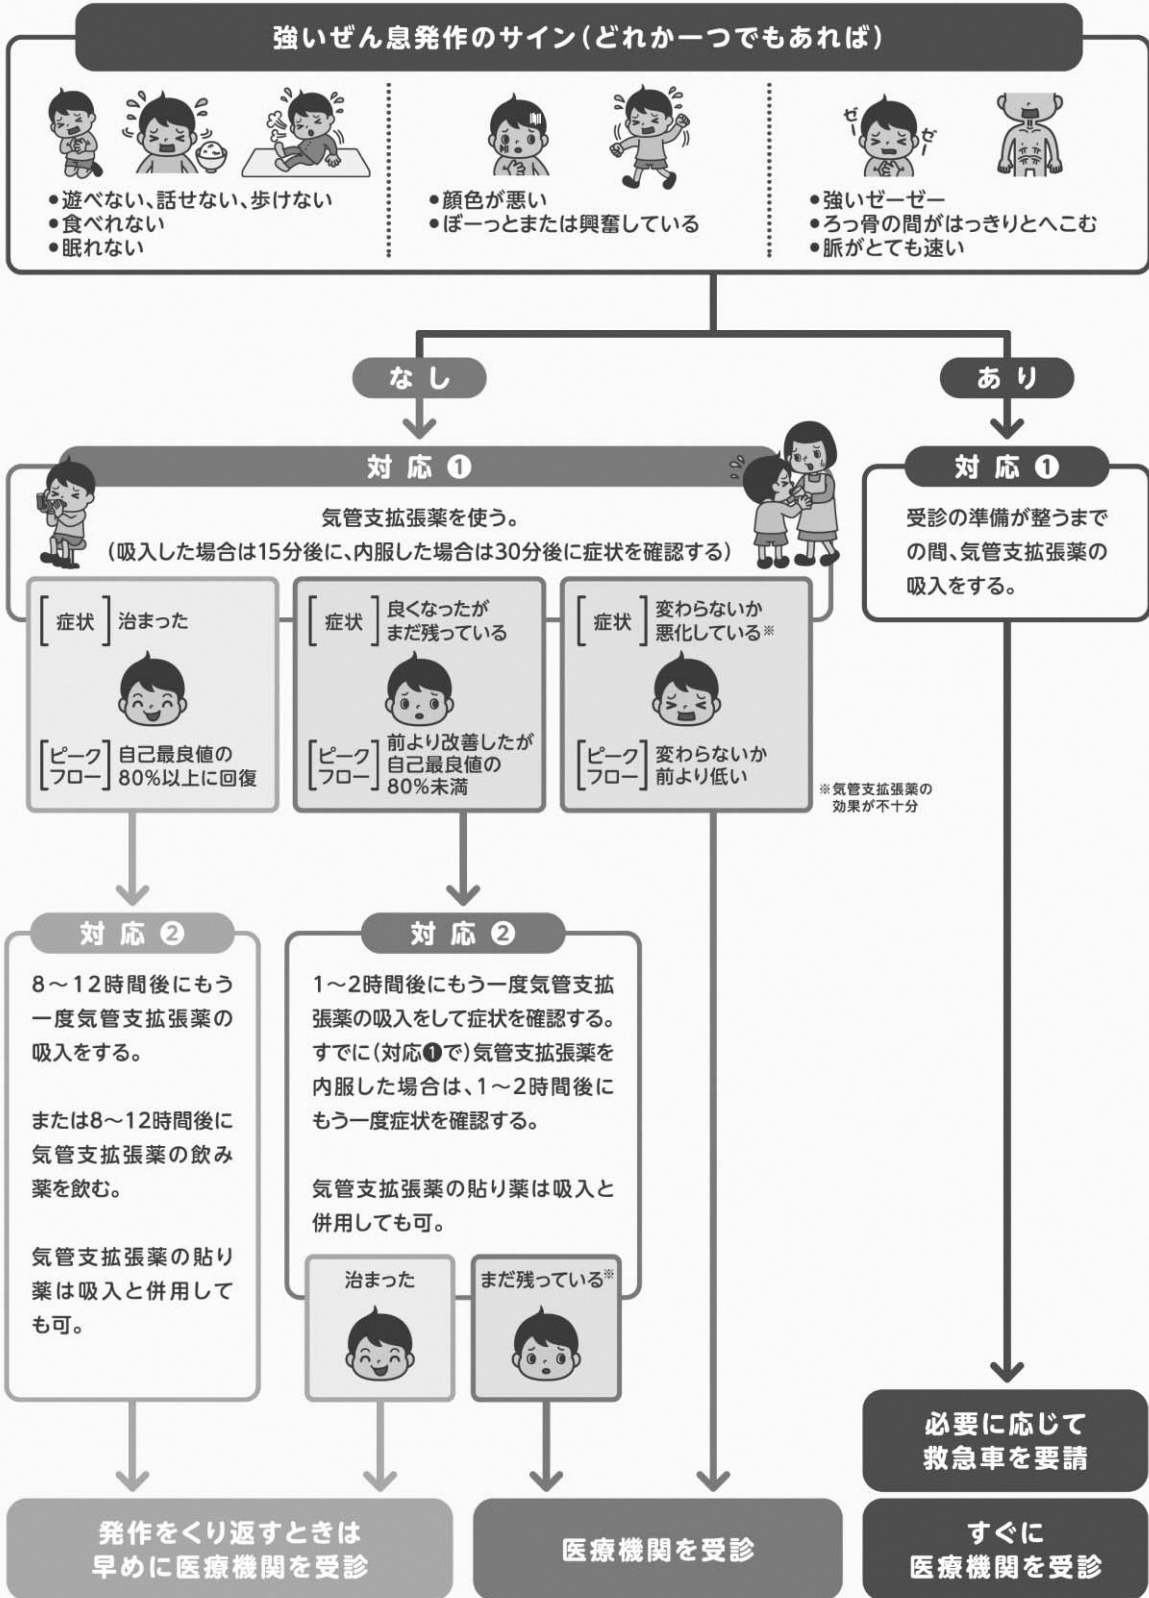 強いぜん息発作のサイン(どれか一つでもあれば)
ゼー
ゼー
●遊べない、話せない、歩けない
●食べれない
●眠れない
●顔色が悪い
●ぼーっとまたは興奮している
●強いゼーゼー
●ろっ骨の間がはっきりとへこむ
●脈がとても速い
なし
あり
対応❶
気管支拡張薬を使う。
(吸入した場合は15分後に、内服した場合は30分後に症状を確認する)
[症状]治まった
[ピークフロー]自己最良値の
80%以上に回復
[症状]良くなったが
まだ残っている
[ピークフロー]前より改善したが
自己最良値の
80%未満
[症状]変わらないか
悪化している※
[ピークフロー]変わらないか
前より低い
※気管支拡張薬の
効果が不十分
対応❶
受診の準備が整うまで
の間、気管支拡張薬の
吸入をする。
対応❷
8〜12時間後にもう
一度気管支拡張薬の
吸入をする。
または8〜12時間後に
気管支拡張薬の飲み
薬を飲む。
気管支拡張薬の貼り
薬は吸入と併用して
も可。
対応❷
1〜2時間後にもう一度気管支拡
張薬の吸入をして症状を確認する。
すでに(対応❶で)気管支拡張薬を
内服した場合は、1〜2時間後に
もう一度症状を確認する。
気管支拡張薬の貼り薬は吸入と
併用しても可。
治まった
まだ残っている※
発作をくり返すときは
早めに医療機関を受診
医療機関を受診
必要に応じて
救急車を要請
すぐに
医療機関を受診